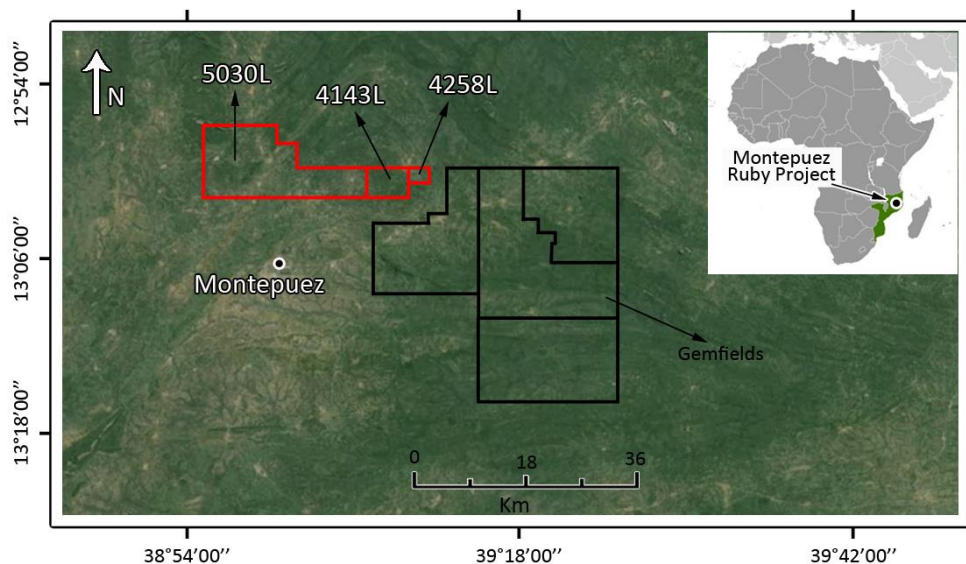 5030L
4143L
4258L
N
Montepuez
Ruby Project
Montepuez
Gemfields
0 18 36
Km
12°54'00’’
13°06'00’’
13°18'00’’
38°54'00’’
39°18'00’’
39°42'00’’